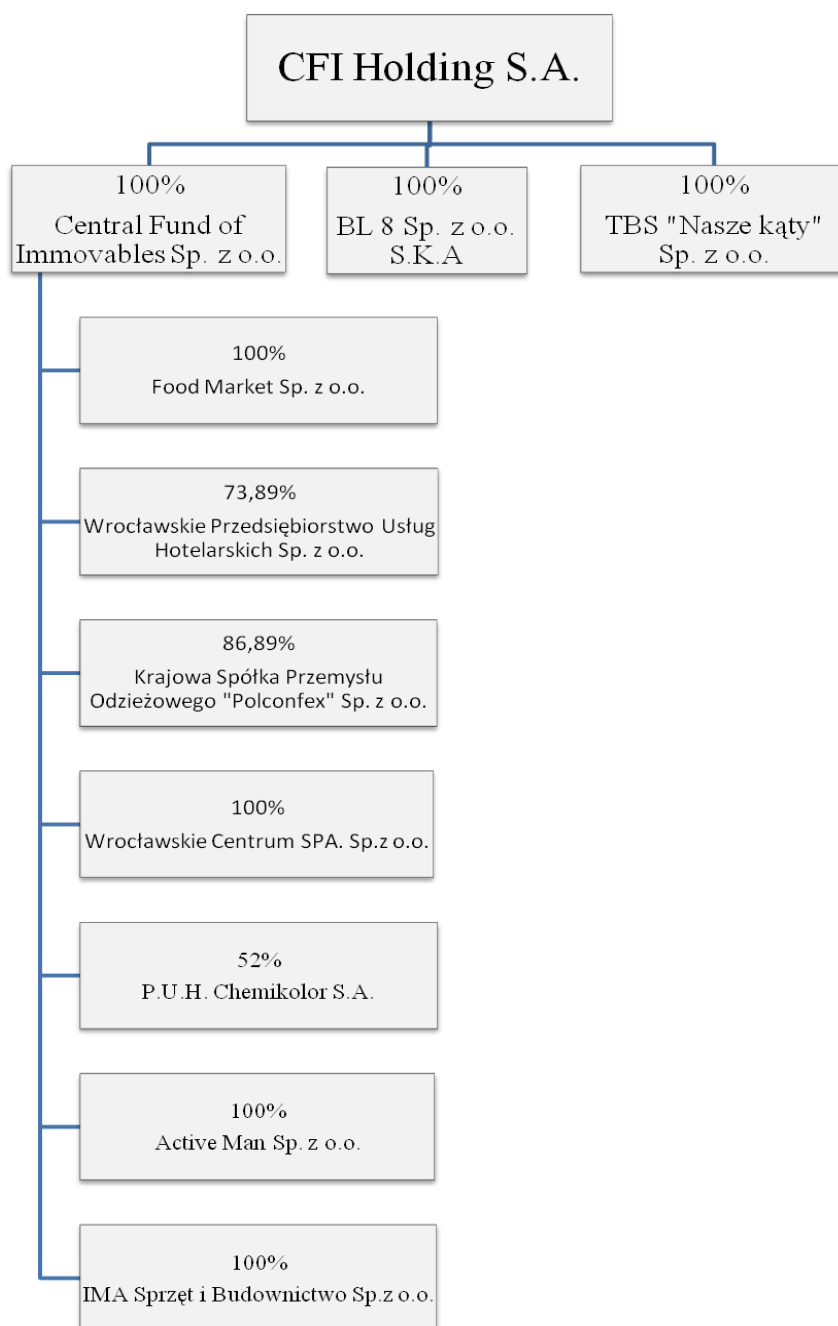 CFI Holding S.A.
100%
Central Fund of
Immovables Sp. z o.o.
100%
BL 8 Sp. z o.o.
S.K.A
100%
TBS "Nasze kąty"
Sp. z o.o.
100%
Food Market Sp. z o.o.
73,89%
Wrocławskie Przedsiębiorstwo Usług
Hotelarskich Sp. z o.o.
86,89%
Krajowa Spółka Przemysłu
Odzieżowego "Polconfex" Sp. z o.o.
100%
Wrocławskie Centrum SPA. Sp.z o.o.
52%
P.U.H. Chemikolor S.A.
100%
Active Man Sp. z o.o.
100%
IMA Sprzęt i Budownictwo Sp.z o.o.